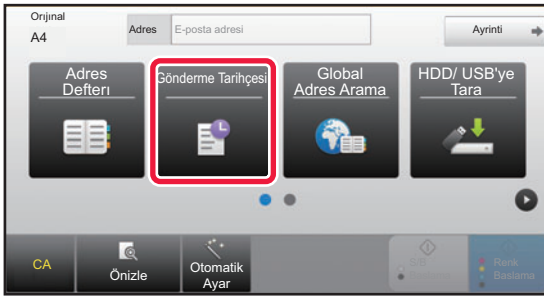 Orijinal
A4
Adres
E-posta adresi
Ayrinti
Adres
Defteri
Gönderme Tarihçesi
Global
Adres Arama
HDD/ USB'ye
Tara
CA
Önizle
Otomatik
Ayar
S/B
Renk
Baslama